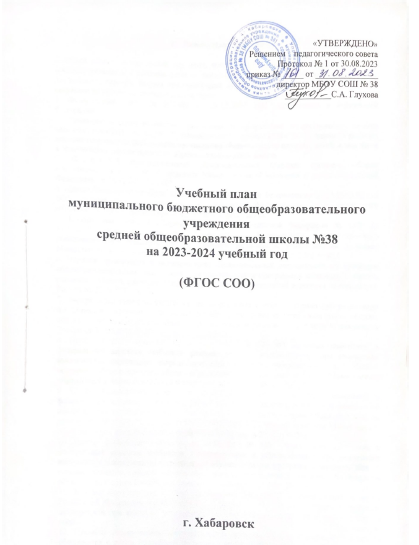 «УТВЕРЖДЕНО»
Решением педагогического совета
Протокол № 1 от 30.08.2023
приказ № от 31.08.2023
директор МБОУ СОШ № 38
С.А. Глухова
Учебный план
муниципального бюджетного общеобразовательного
учреждения
средней общеобразовательной школы №38
на 2023-2024 учебный год
(ФГОС СОО)
г. Хабаровск